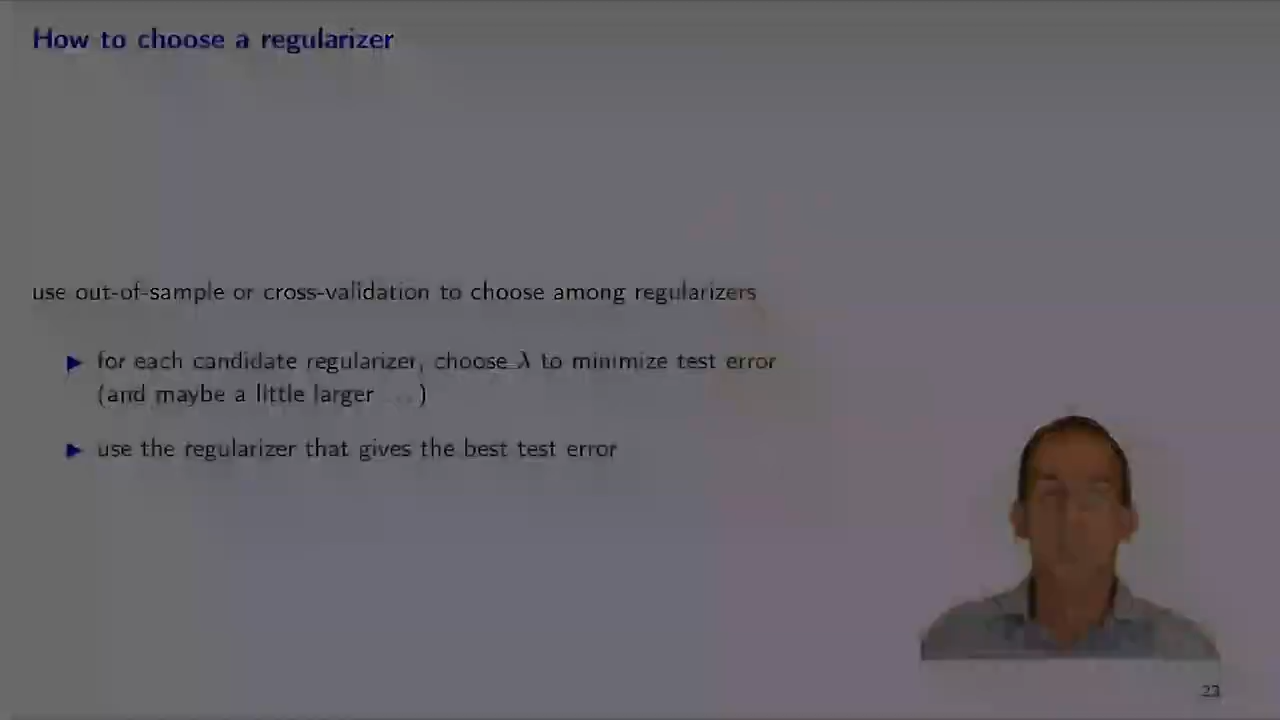 How to choose a regularizer
use out-of-sample or cross-validation to choose among regularizers
▶ for each candidate regularizer, choose λ to minimize test error
(and maybe a little larger ...)
▶ use the regularizer that gives the best test error
23